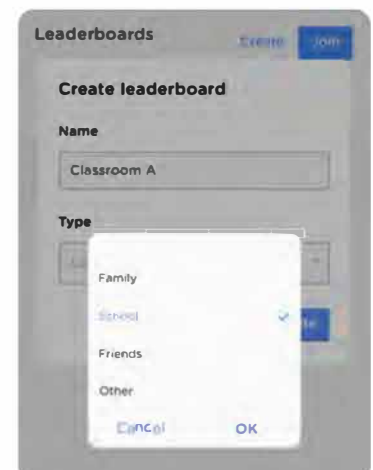 Leaderboards
Create Join
Create leaderboard
Name
Classroom A
Type
Family
School
Friends
Other
Cancel OK